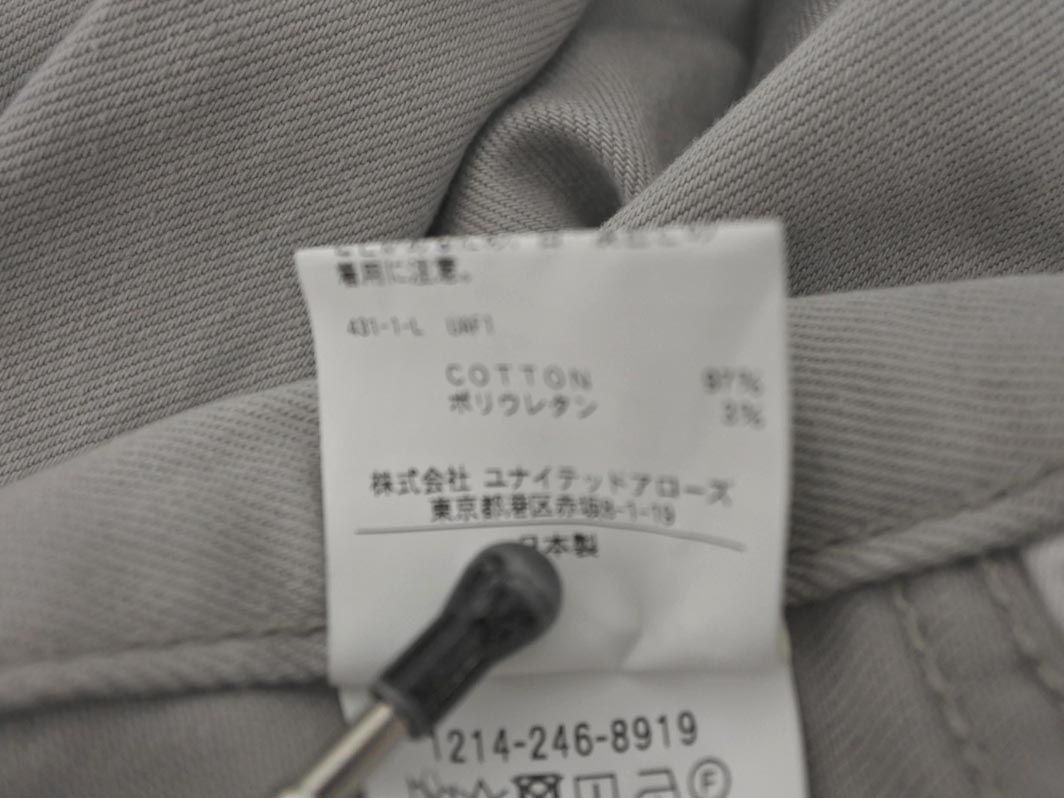 着用に注意。
431-1-L UAF1
COTTON 97%
ポリウレタン 3%
株式会社 ユナイテッドアローズ
東京都港区赤坂8-1-19
日本製
1214-246-8919
F